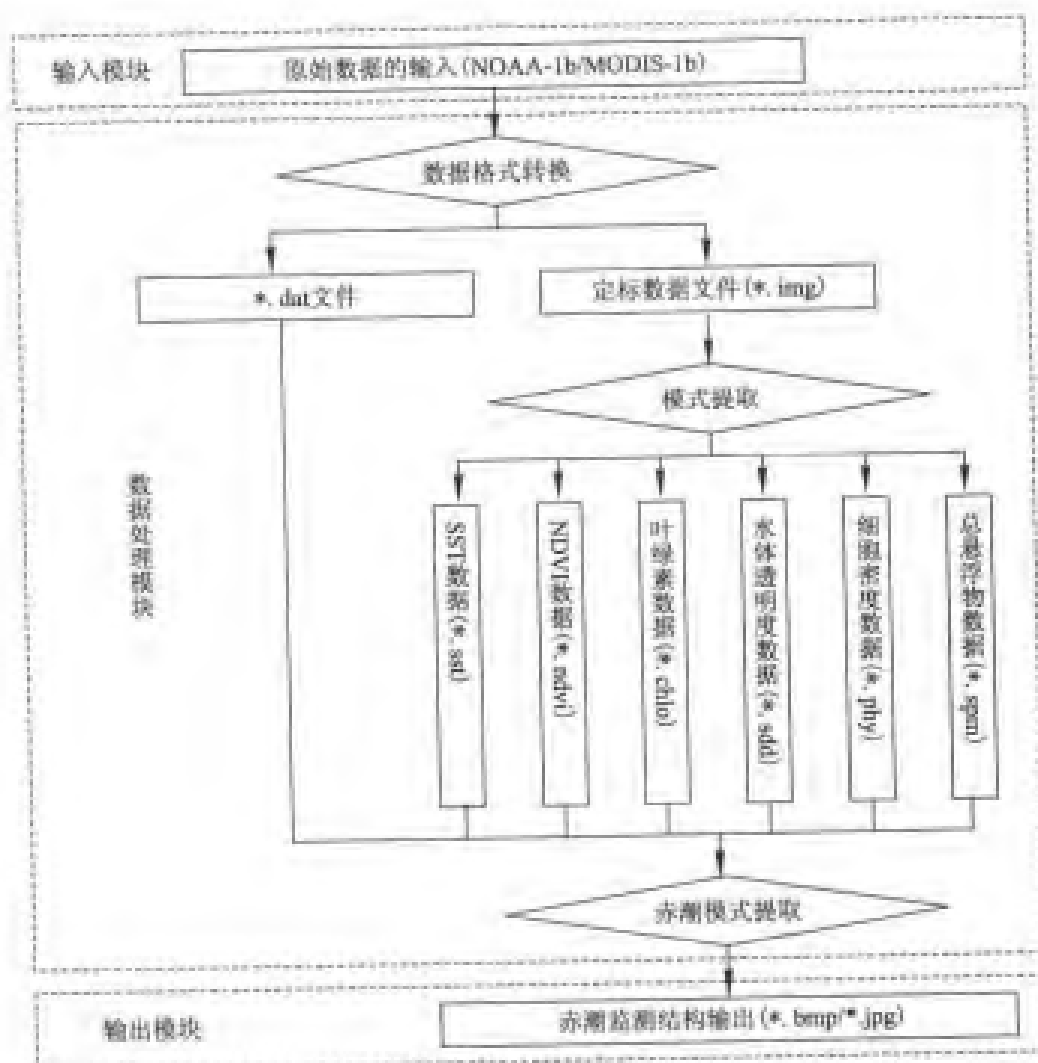 输入模块
原始数据的输入(NOAA-1b/MODIS-1b)
数据格式转换
*. dat文件
定标数据文件(*. img)
模式提取
数据处理模块
SST数据(*. sst)
NDVI数据(*. ndvi)
叶绿素数据(*. chlo)
水体透明度数据(*. sdd)
细胞密度数据(*. phy)
总悬浮物数据(*. spm)
赤潮模式提取
输出模块
赤潮监测结构输出(*. bmp/*.jpg)